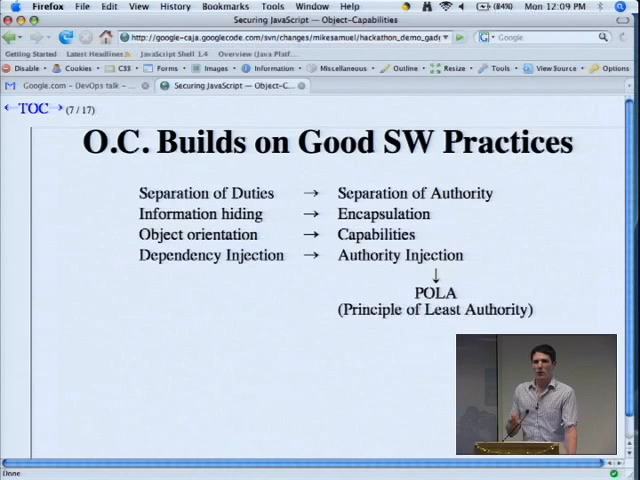 Firefox File Edit View History Bookmarks Tools Window Help (84%) Mon 12:09 PM
Securing JavaScript — Object-Capabilities
http://google-caja.googlecode.com/svn/changes/mikesamuel/hackathon_demo_gadg Google
Getting Started Latest Headlines JavaScript Shell 1.4 Overview (Java Platf...
Disable Cookies CSS Forms Images Information Miscellaneous Outline Resize Tools View Source Options
Google.com - DevOps talk - ... Securing JavaScript — Object-C...
←TOC→ (7 / 17)
O.C. Builds on Good SW Practices
Separation of Duties → Separation of Authority
Information hiding → Encapsulation
Object orientation → Capabilities
Dependency Injection → Authority Injection
↓
POLA
(Principle of Least Authority)
Done